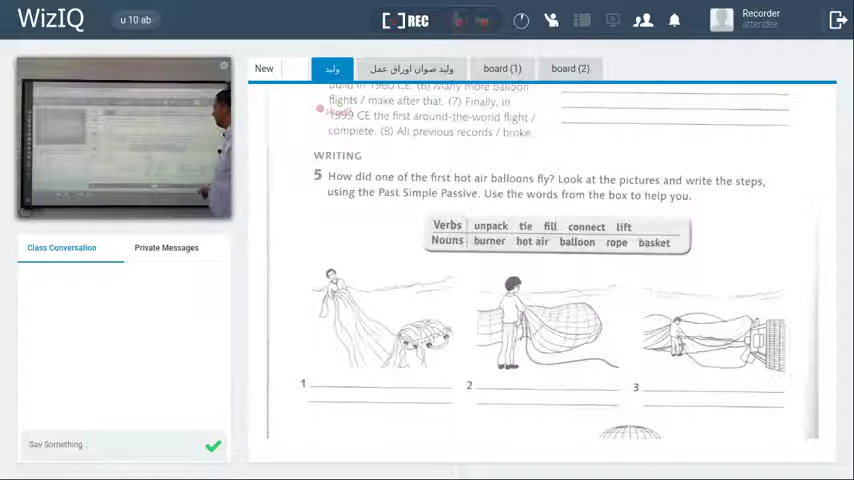 WizIQ
u 10 ab
REC
Recorder
attendee
New
وليد
وليد صوان اوراق عمل
board (1)
board (2)
build in 1960 CE. (6) Many more balloon
flights / make after that. (7) Finally, in
1999 CE the first around-the-world flight /
complete. (8) All previous records / broke.
WRITING
5 How did one of the first hot air balloons fly? Look at the pictures and write the steps,
using the Past Simple Passive. Use the words from the box to help you.
Verbs unpack tie fill connect lift
Nouns burner hot air balloon rope basket
1
2
3
Class Conversation
Private Messages
Say Something